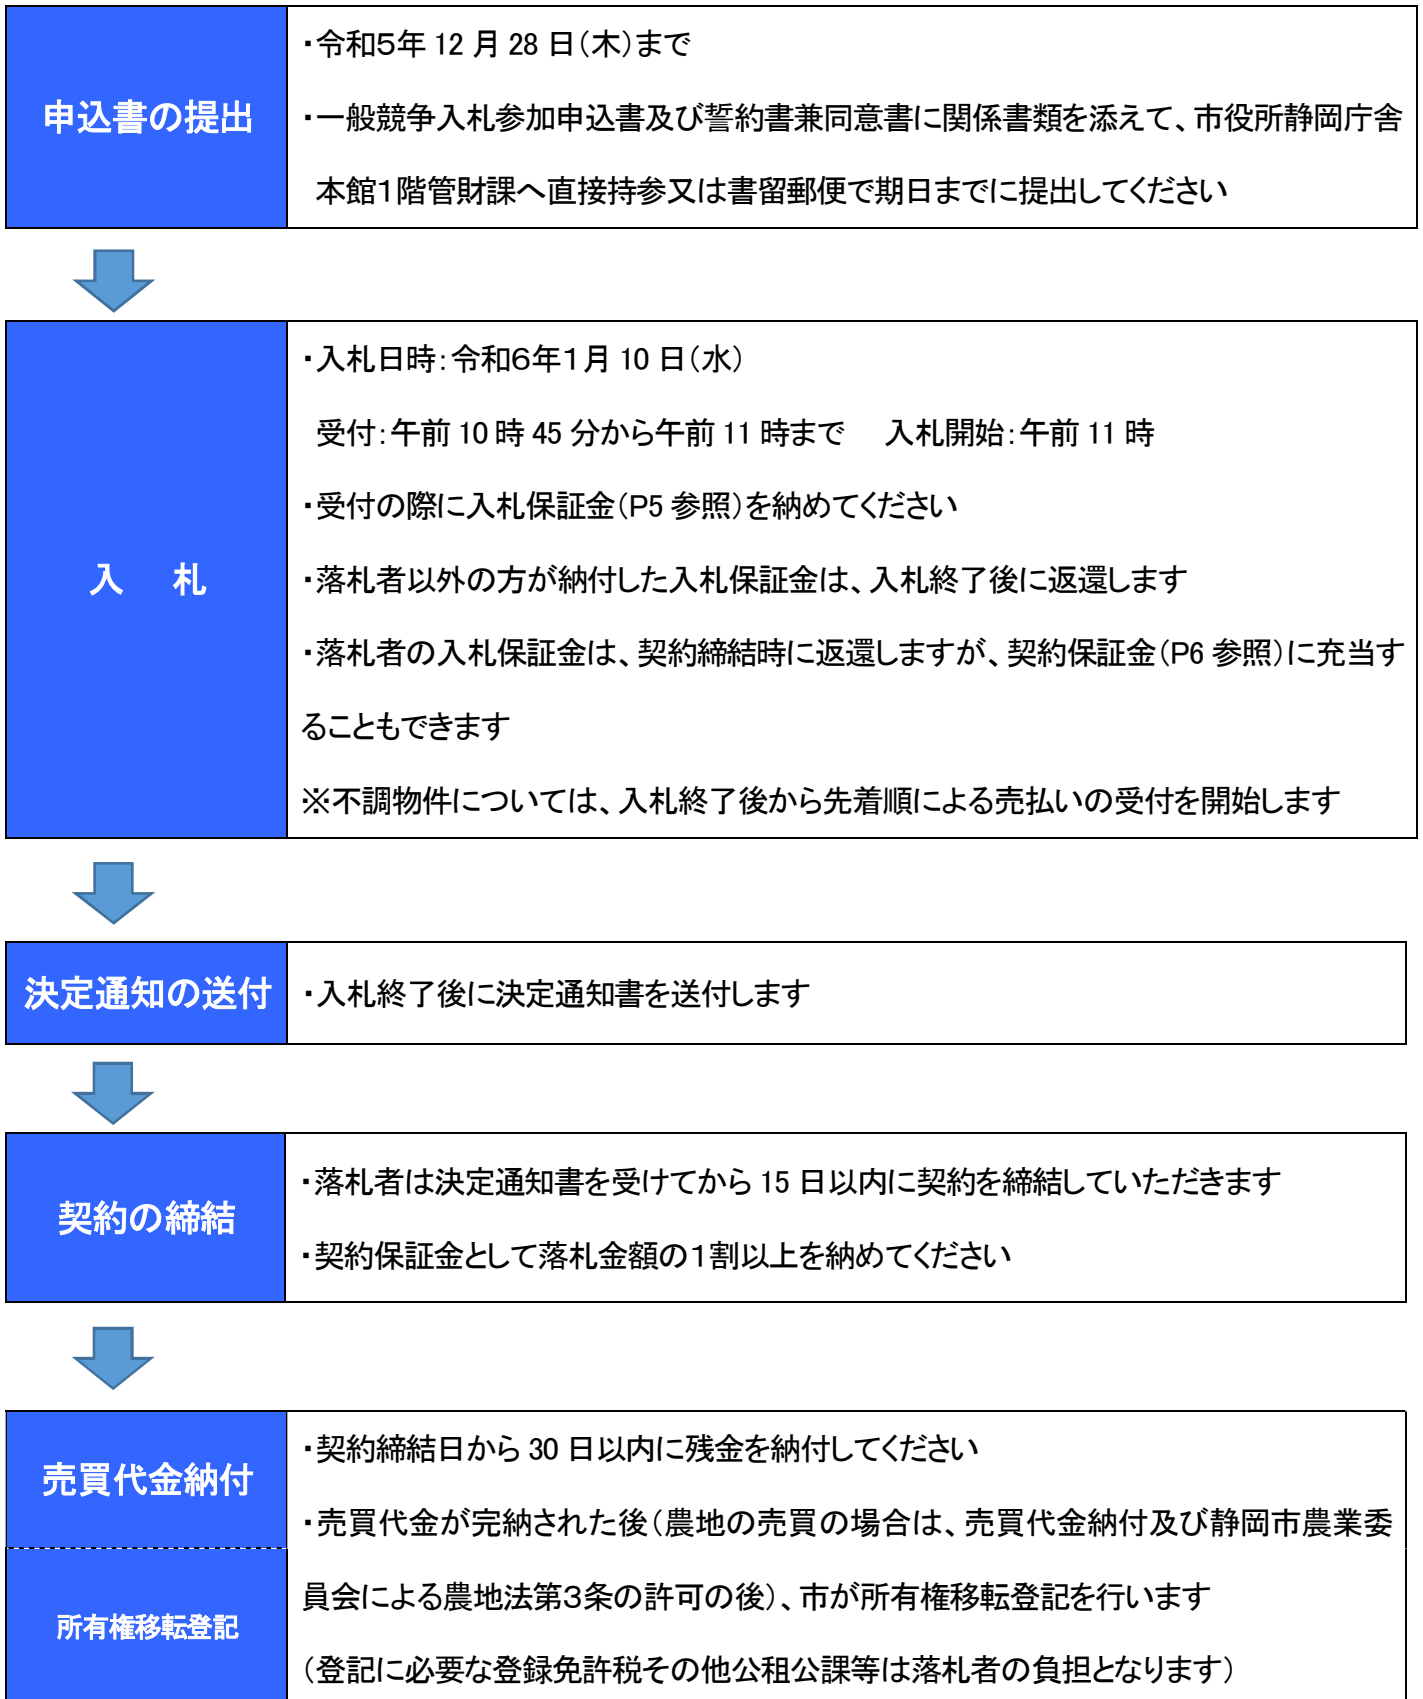 申込書の提出
・令和５年 12 月 28 日（木）まで
・一般競争入札参加申込書及び誓約書兼同意書に関係書類を添えて、市役所静岡庁舎
本館１階管財課へ直接持参又は書留郵便で期日までに提出してください
入　札
・入札日時：令和６年１月 10 日（水）
受付：午前 10 時 45 分から午前 11 時まで　入札開始：午前 11 時
・受付の際に入札保証金（P5 参照）を納めてください
・落札者以外の方が納付した入札保証金は、入札終了後に返還します
・落札者の入札保証金は、契約締結時に返還しますが、契約保証金（P6 参照）に充当す
ることもできます
※不調物件については、入札終了後から先着順による売払いの受付を開始します
決定通知の送付
・入札終了後に決定通知書を送付します
契約の締結
・落札者は決定通知書を受けてから 15 日以内に契約を締結していただきます
・契約保証金として落札金額の１割以上を納めてください
売買代金納付
・契約締結日から 30 日以内に残金を納付してください
・売買代金が完納された後（農地の売買の場合は、売買代金納付及び静岡市農業委
員会による農地法第３条の許可の後）、市が所有権移転登記を行います
所有権移転登記
（登記に必要な登録免許税その他公租公課等は落札者の負担となります）